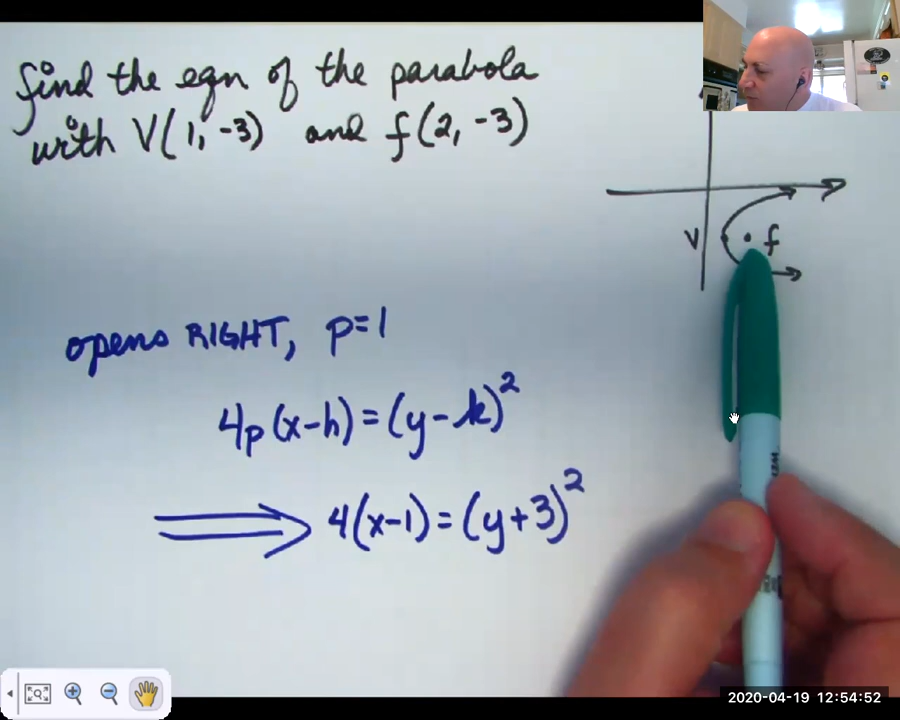 find the eqn of the parabola
with V(1, -3) and f(2, -3)
V f
opens RIGHT, p=1
4p(x-h)=(y-k)²
4(x-1)=(y+3)²
2020-04-19 12:54:52